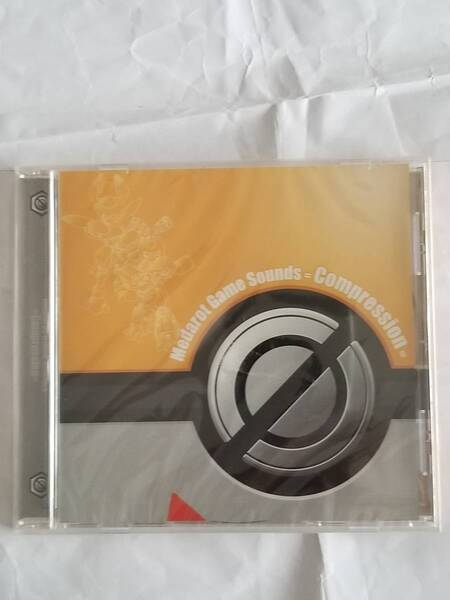 Medarot Game Sounds = Compression =